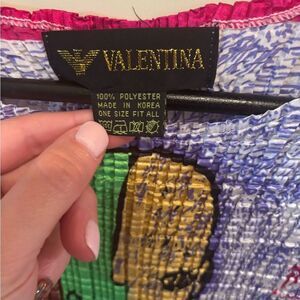 VALENTINA
100% POLYESTER
MADE IN KOREA
ONE SIZE FIT ALL